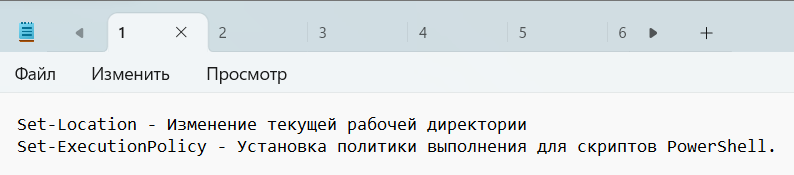 1 2 3 4 5 6
Файл Изменить Просмотр
Set-Location - Изменение текущей рабочей директории
Set-ExecutionPolicy - Установка политики выполнения для скриптов PowerShell.